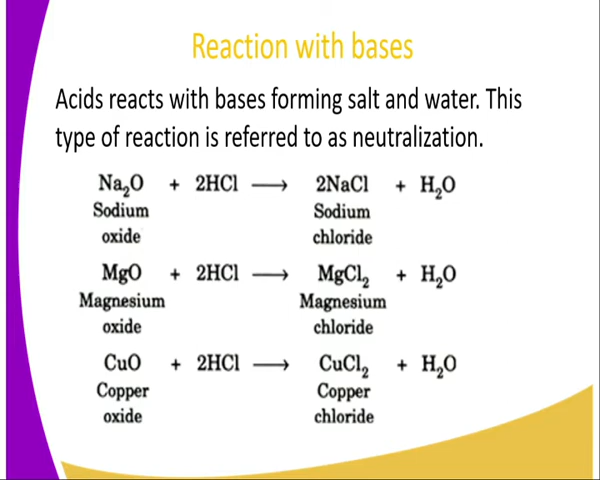 Reaction with bases
Acids reacts with bases forming salt and water. This
type of reaction is referred to as neutralization.
Na₂O + 2HCl ⟶ 2NaCl + H₂O
Sodium Sodium
oxide chloride
MgO + 2HCl ⟶ MgCl₂ + H₂O
Magnesium Magnesium
oxide chloride
CuO + 2HCl ⟶ CuCl₂ + H₂O
Copper Copper
oxide chloride